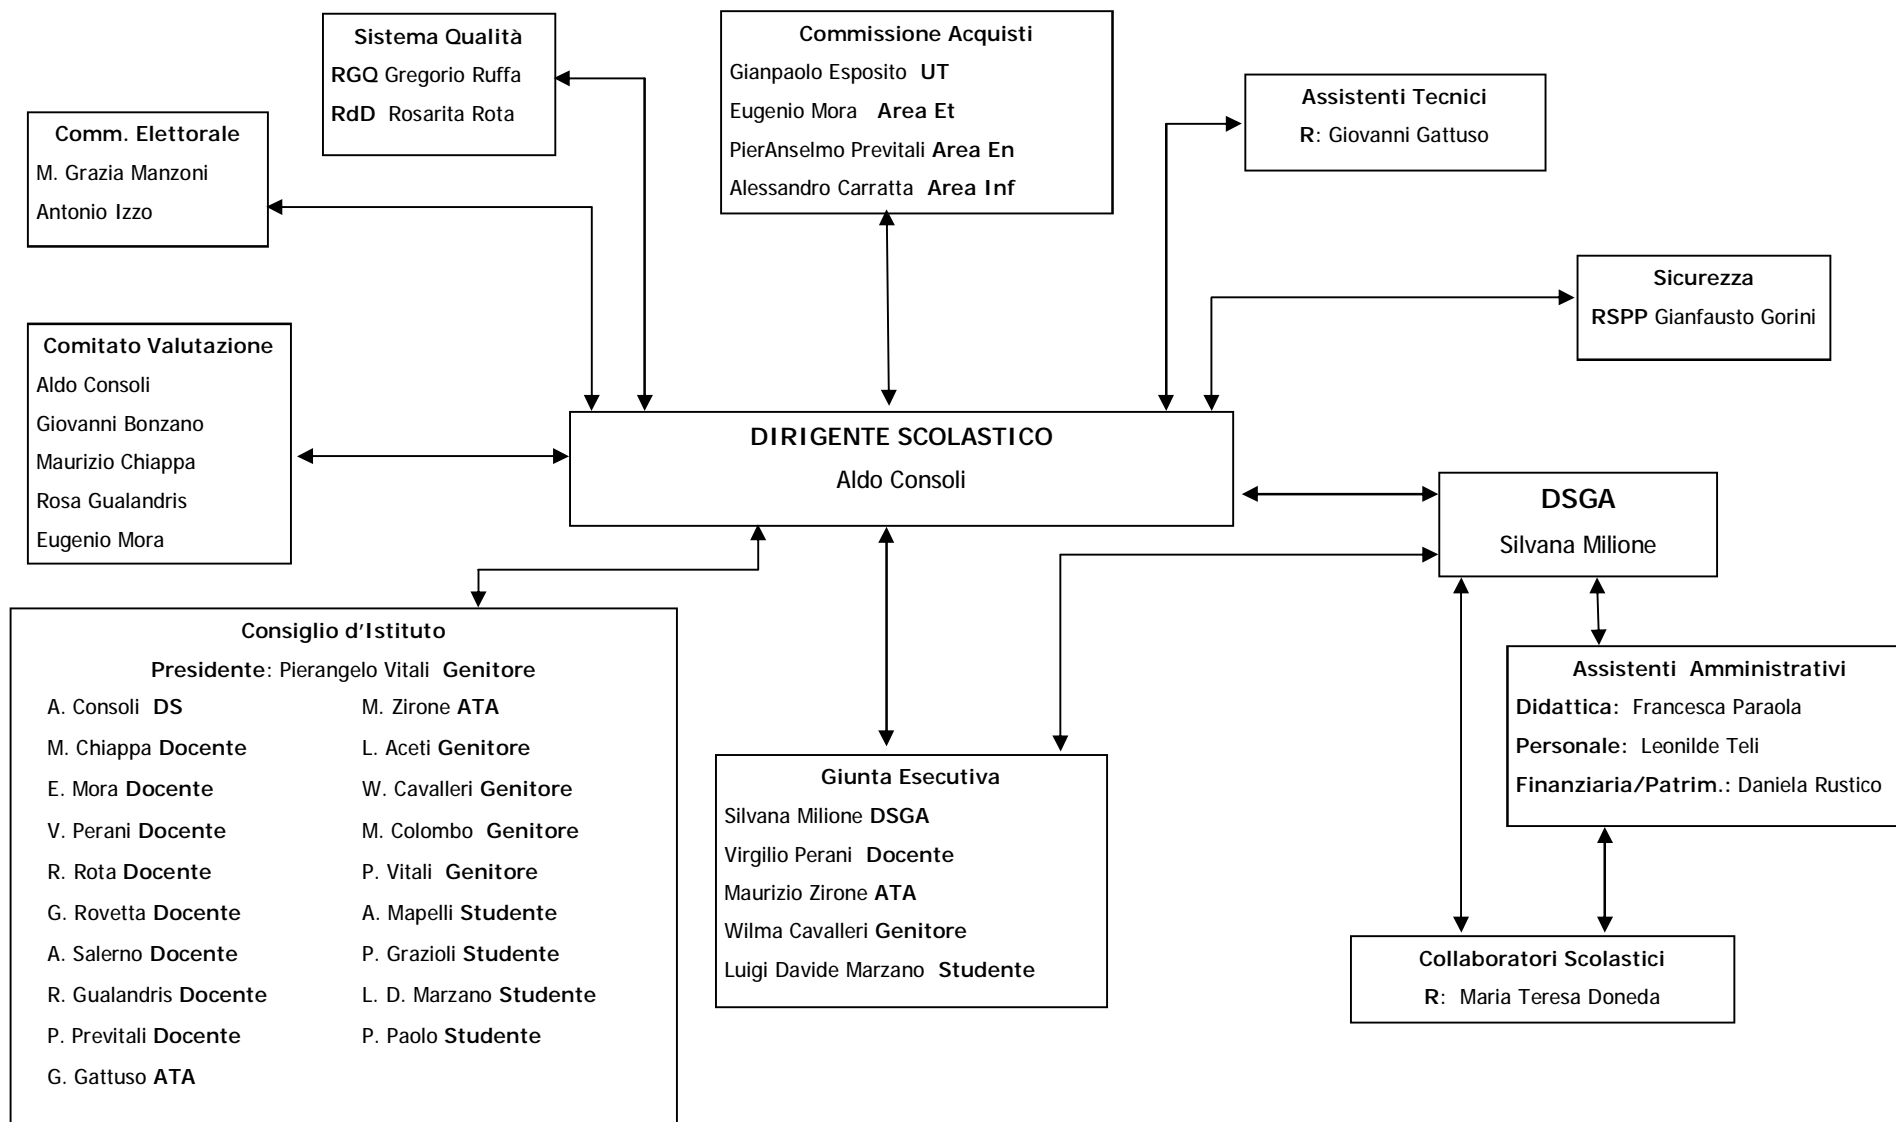 Sistema Qualità
RGQ Gregorio Ruffa
RdD Rosarita Rota
Commissione Acquisti
Gianpaolo Esposito UT
Eugenio Mora Area Et
PierAnselmo Previtali Area En
Alessandro Carratta Area Inf
Assistenti Tecnici
R: Giovanni Gattuso
Comm. Elettorale
M. Grazia Manzoni
Antonio Izzo
Sicurezza
RSPP Gianfausto Gorini
Comitato Valutazione
Aldo Consoli
Giovanni Bonzano
Maurizio Chiappa
Rosa Gualandris
Eugenio Mora
DIRIGENTE SCOLASTICO
Aldo Consoli
DSGA
Silvana Milione
Consiglio d'Istituto
Presidente: Pierangelo Vitali Genitore
A. Consoli DS
M. Chiappa Docente
E. Mora Docente
V. Perani Docente
R. Rota Docente
G. Rovetta Docente
A. Salerno Docente
R. Gualandris Docente
P. Previtali Docente
G. Gattuso ATA
M. Zirone ATA
L. Aceti Genitore
W. Cavalleri Genitore
M. Colombo Genitore
P. Vitali Genitore
A. Mapelli Studente
P. Grazioli Studente
L. D. Marzano Studente
P. Paolo Studente
Giunta Esecutiva
Silvana Milione DSGA
Virgilio Perani Docente
Maurizio Zirone ATA
Wilma Cavalleri Genitore
Luigi Davide Marzano Studente
Assistenti Amministrativi
Didattica: Francesca Paraola
Personale: Leonilde Teli
Finanziaria/Patrim.: Daniela Rustico
Collaboratori Scolastici
R: Maria Teresa Doneda